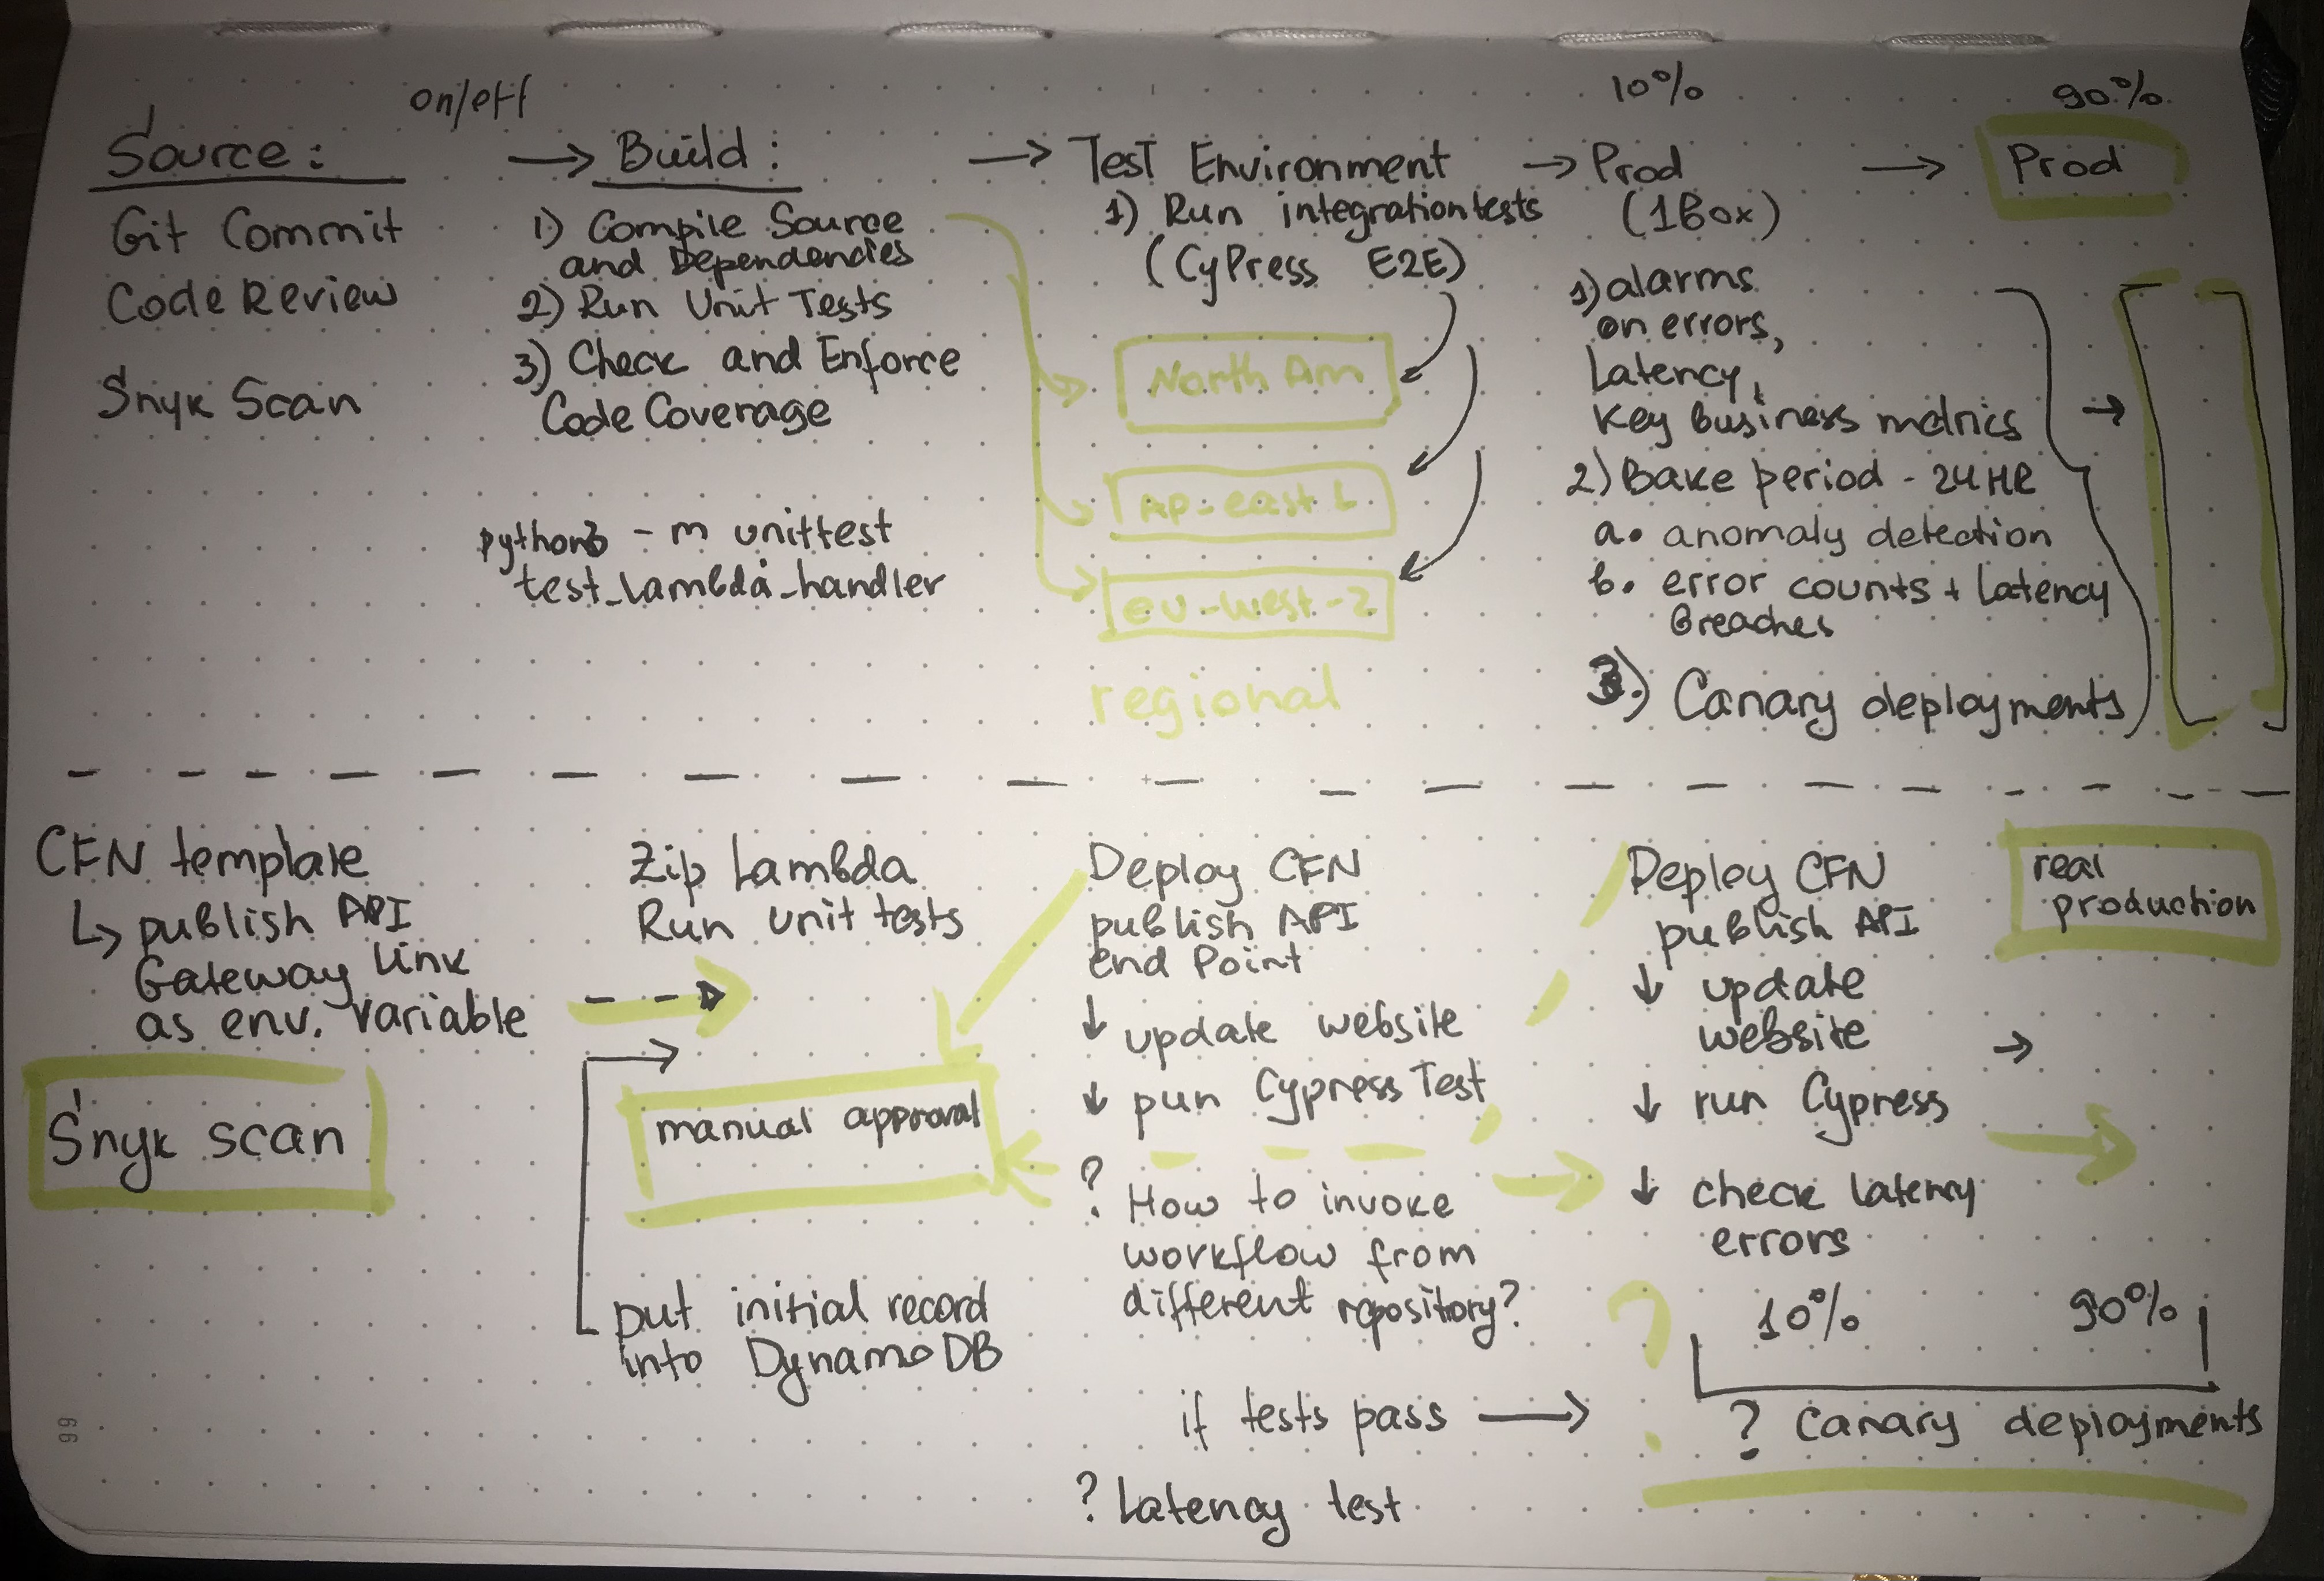 on/off
10%
90%
Source:
→ Build:
→ Test Environment
→ Prod
→ Prod
Git Commit
Code Review
Snyk Scan
1) Compile Source
and Dependencies
2) Run Unit Tests
3) Check and Enforce
Code Coverage
python3 -m unittest
test_lambda_handler
1) Run integration tests
(CyPress E2E)
North Am
eu-west-2
regional
(1Box)
1) alarms
on errors,
Latency,
Key business metrics
2) Bake period - 24HR
a. anomaly detection
b. error counts + Latency
Breaches
3.) Canary deployments
CFN template
↳ publish API
Gateway link
as env. variable
Snyk scan
Zip Lambda
Run unit tests
manual approval
put initial record
into DynamoDB
Deploy CFN
publish API
end Point
↓ update website
↓ run Cypress Test
? How to invoke
workflow from
different repository?
if tests pass →
? Latency test
Deploy CFN
publish API
↓ update
website
↓ run Cypress
↓ check latency
errors
?
10% 90%
? Canary deployments
real
production
99